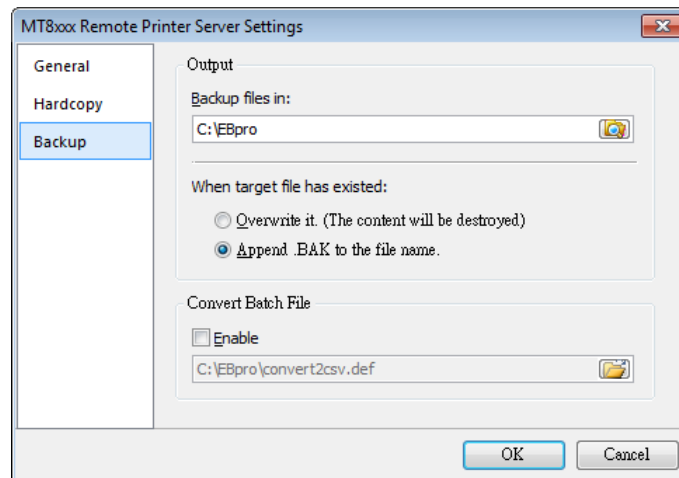 MT8xxx Remote Printer Server Settings
General
Hardcopy
Backup
Output
Backup files in:
C:\EBpro
When target file has existed:
Overwrite it. (The content will be destroyed)
Append .BAK to the file name.
Convert Batch File
Enable
C:\EBpro\convert2csv.def
OK
Cancel